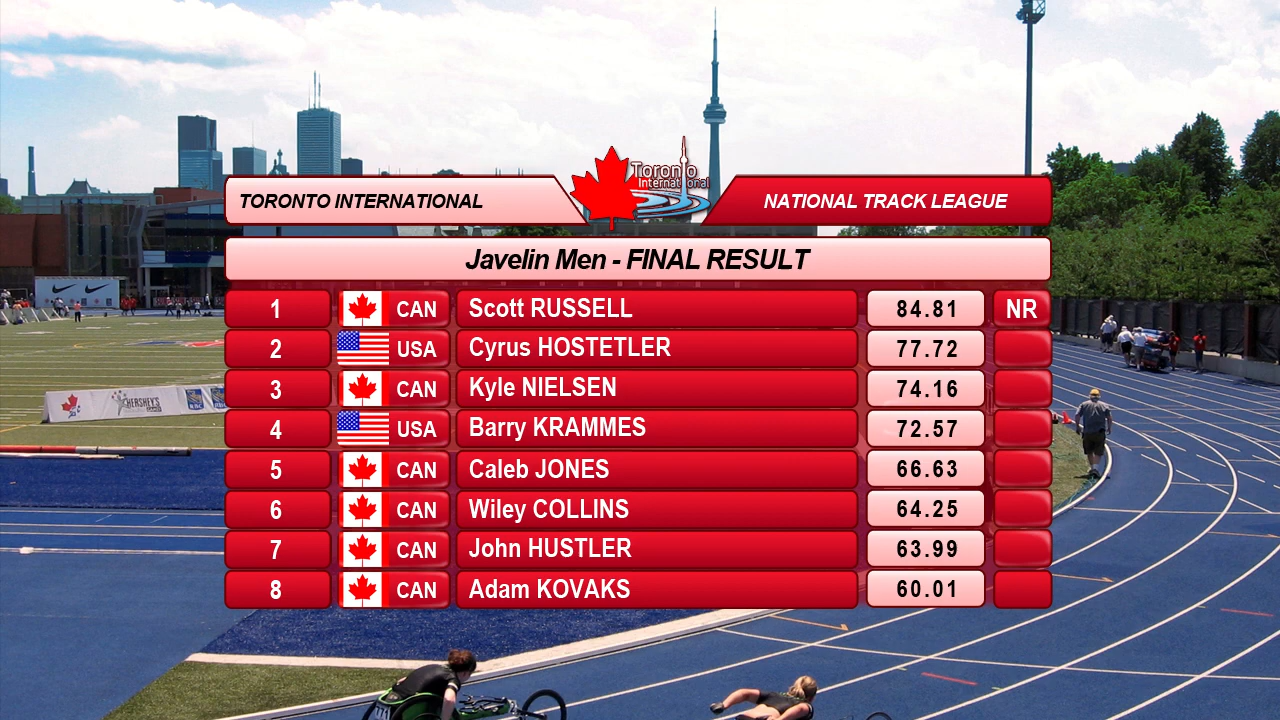 Toronto
International
TORONTO INTERNATIONAL
NATIONAL TRACK LEAGUE
Javelin Men - FINAL RESULT
1 CAN Scott RUSSELL 84.81 NR
2 USA Cyrus HOSTETLER 77.72
3 CAN Kyle NIELSEN 74.16
4 USA Barry KRAMMES 72.57
5 CAN Caleb JONES 66.63
6 CAN Wiley COLLINS 64.25
7 CAN John HUSTLER 63.99
8 CAN Adam KOVAKS 60.01
HERSHEY'S
RBC
RBC